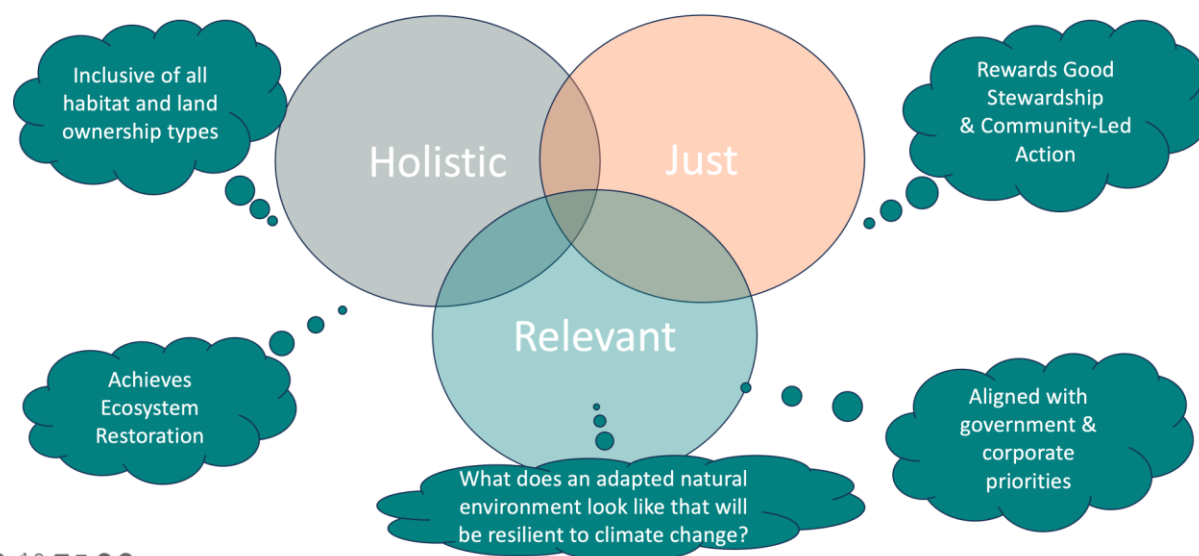 Inclusive of all
habitat and land
ownership types
Holistic
Just
Rewards Good
Stewardship
& Community-Led
Action
Relevant
Achieves
Ecosystem
Restoration
Aligned with
government &
corporate
priorities
What does an adapted natural
environment look like that will
be resilient to climate change?